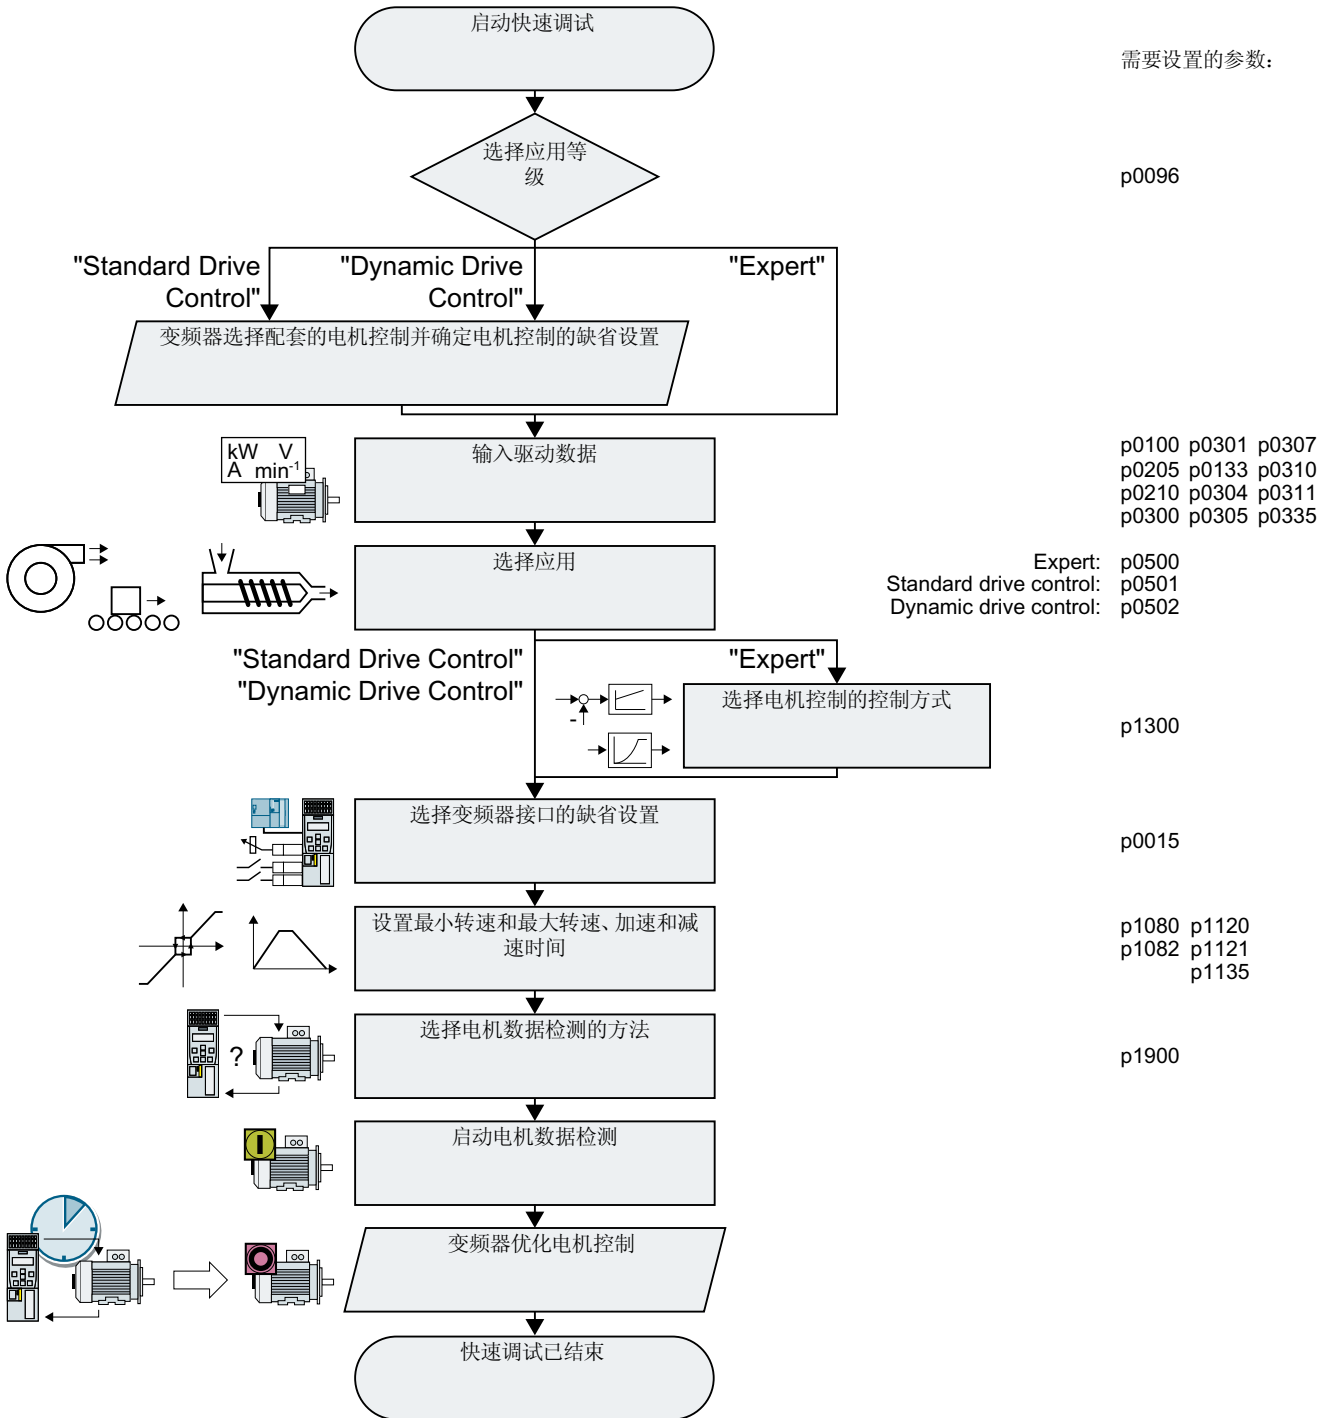 启动快速调试
需要设置的参数:
选择应用等
级
p0096
"Standard Drive
Control"
"Dynamic Drive
Control"
"Expert"
变频器选择配套的电机控制并确定电机控制的缺省设置
kW V
A min-1
输入驱动数据
p0100 p0301 p0307
p0205 p0133 p0310
p0210 p0304 p0311
p0300 p0305 p0335
选择应用
Expert: p0500
Standard drive control: p0501
Dynamic drive control: p0502
"Standard Drive Control"
"Dynamic Drive Control"
"Expert"
选择电机控制的控制方式
-
p1300
选择变频器接口的缺省设置
p0015
设置最小转速和最大转速、加速和减
速时间
p1080 p1120
p1082 p1121
p1135
选择电机数据检测的方法
?
p1900
启动电机数据检测
变频器优化电机控制
快速调试已结束